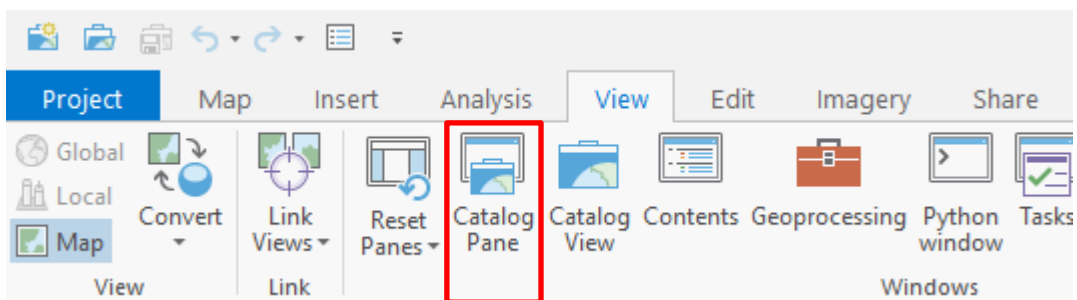 Project Map Insert Analysis View Edit Imagery Share
Global
Local
Map
Convert
Link
Views
Reset
Panes
Catalog
Pane
Catalog
View
Contents
Geoprocessing
Python
window
Tasks
View Link Windows